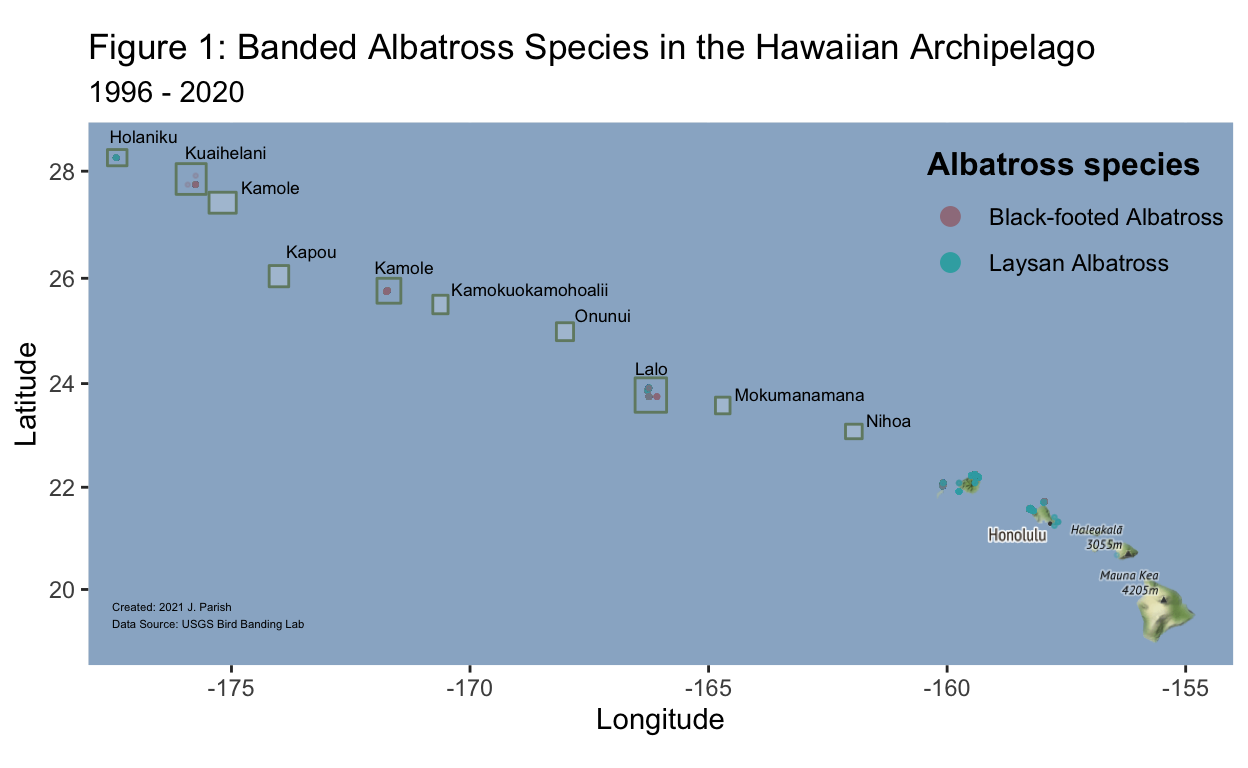 Figure 1: Banded Albatross Species in the Hawaiian Archipelago
1996 - 2020
Holaniku
Kuaihelani
Kamole
Kapou
Kamole
Kamokuokamohoalii
Onunui
Lalo
Mokumanamana
Nihoa
Albatross species
Black-footed Albatross
Laysan Albatross
Honolulu
Haleakalā
3055m
Mauna Kea
4205m
Created: 2021 J. Parish
Data Source: USGS Bird Banding Lab
Latitude
28
26
24
22
20
-175
-170
-165
-160
-155
Longitude